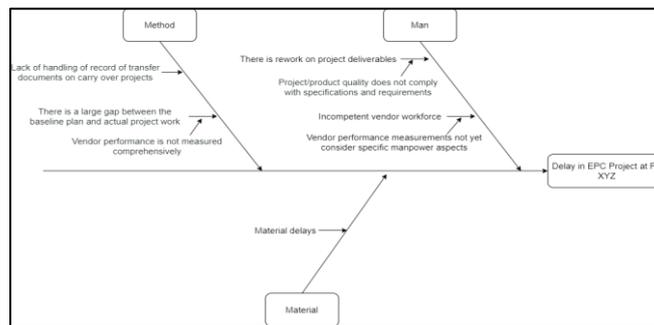 Method
Man
Lack of handling of record of transfer
documents on carry over projects
There is rework on project deliverables
Project/product quality does not comply
with specifications and requirements
There is a large gap between the
baseline plan and actual project work
Vendor performance is not measured
comprehensively
Incompetent vendor workforce
Vendor performance measurements not yet
consider specific manpower aspects
Delay in EPC Project at
XYZ
Material delays
Material